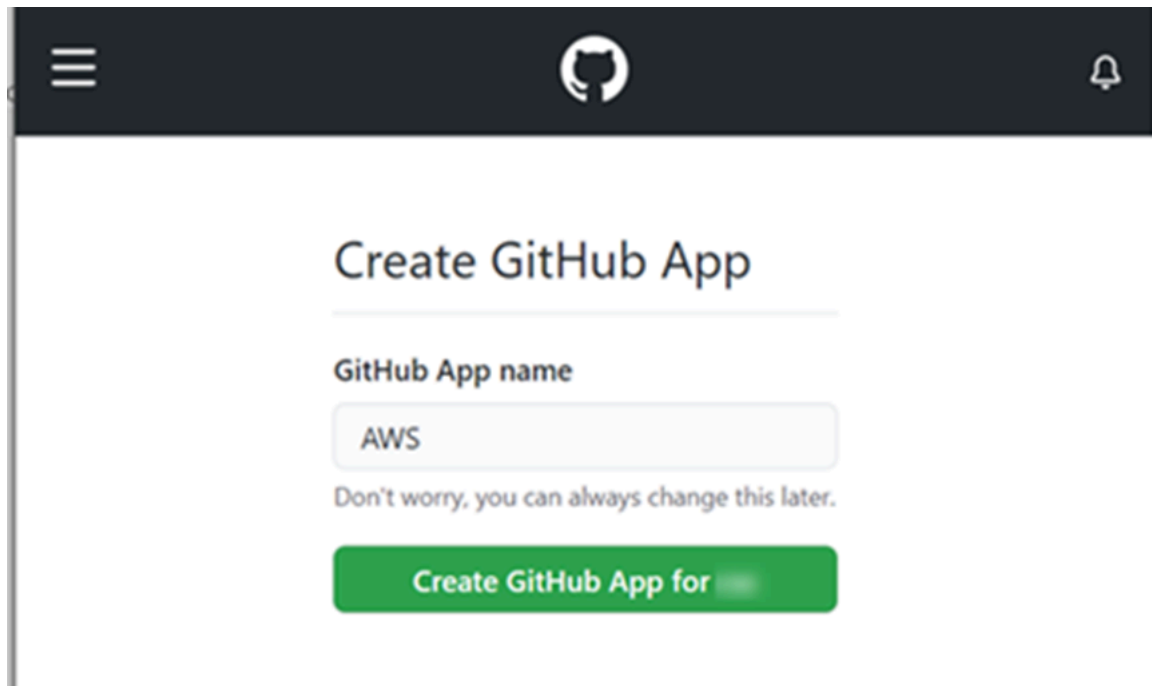 Create GitHub App
GitHub App name
AWS
Don't worry, you can always change this later.
Create GitHub App for